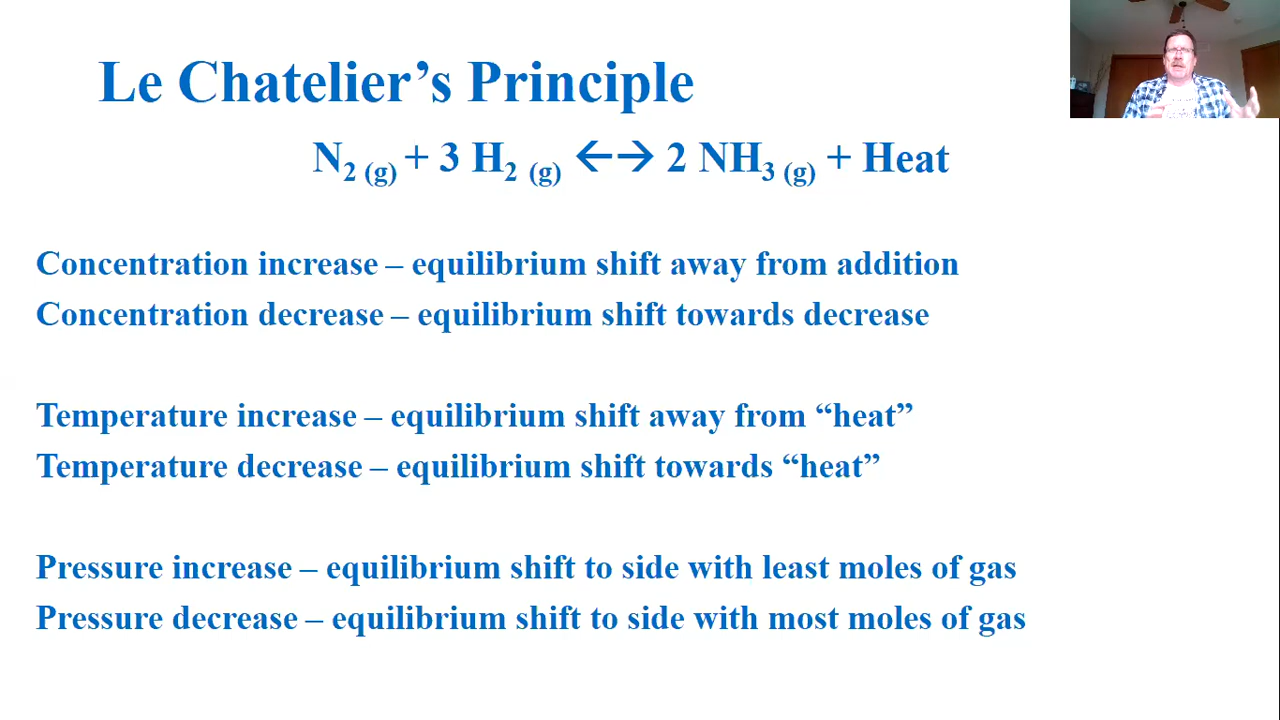 Le Chatelier’s Principle
N2 (g) + 3 H2 (g) ←→ 2 NH3 (g) + Heat
Concentration increase – equilibrium shift away from addition
Concentration decrease – equilibrium shift towards decrease
Temperature increase – equilibrium shift away from “heat”
Temperature decrease – equilibrium shift towards “heat”
Pressure increase – equilibrium shift to side with least moles of gas
Pressure decrease – equilibrium shift to side with most moles of gas